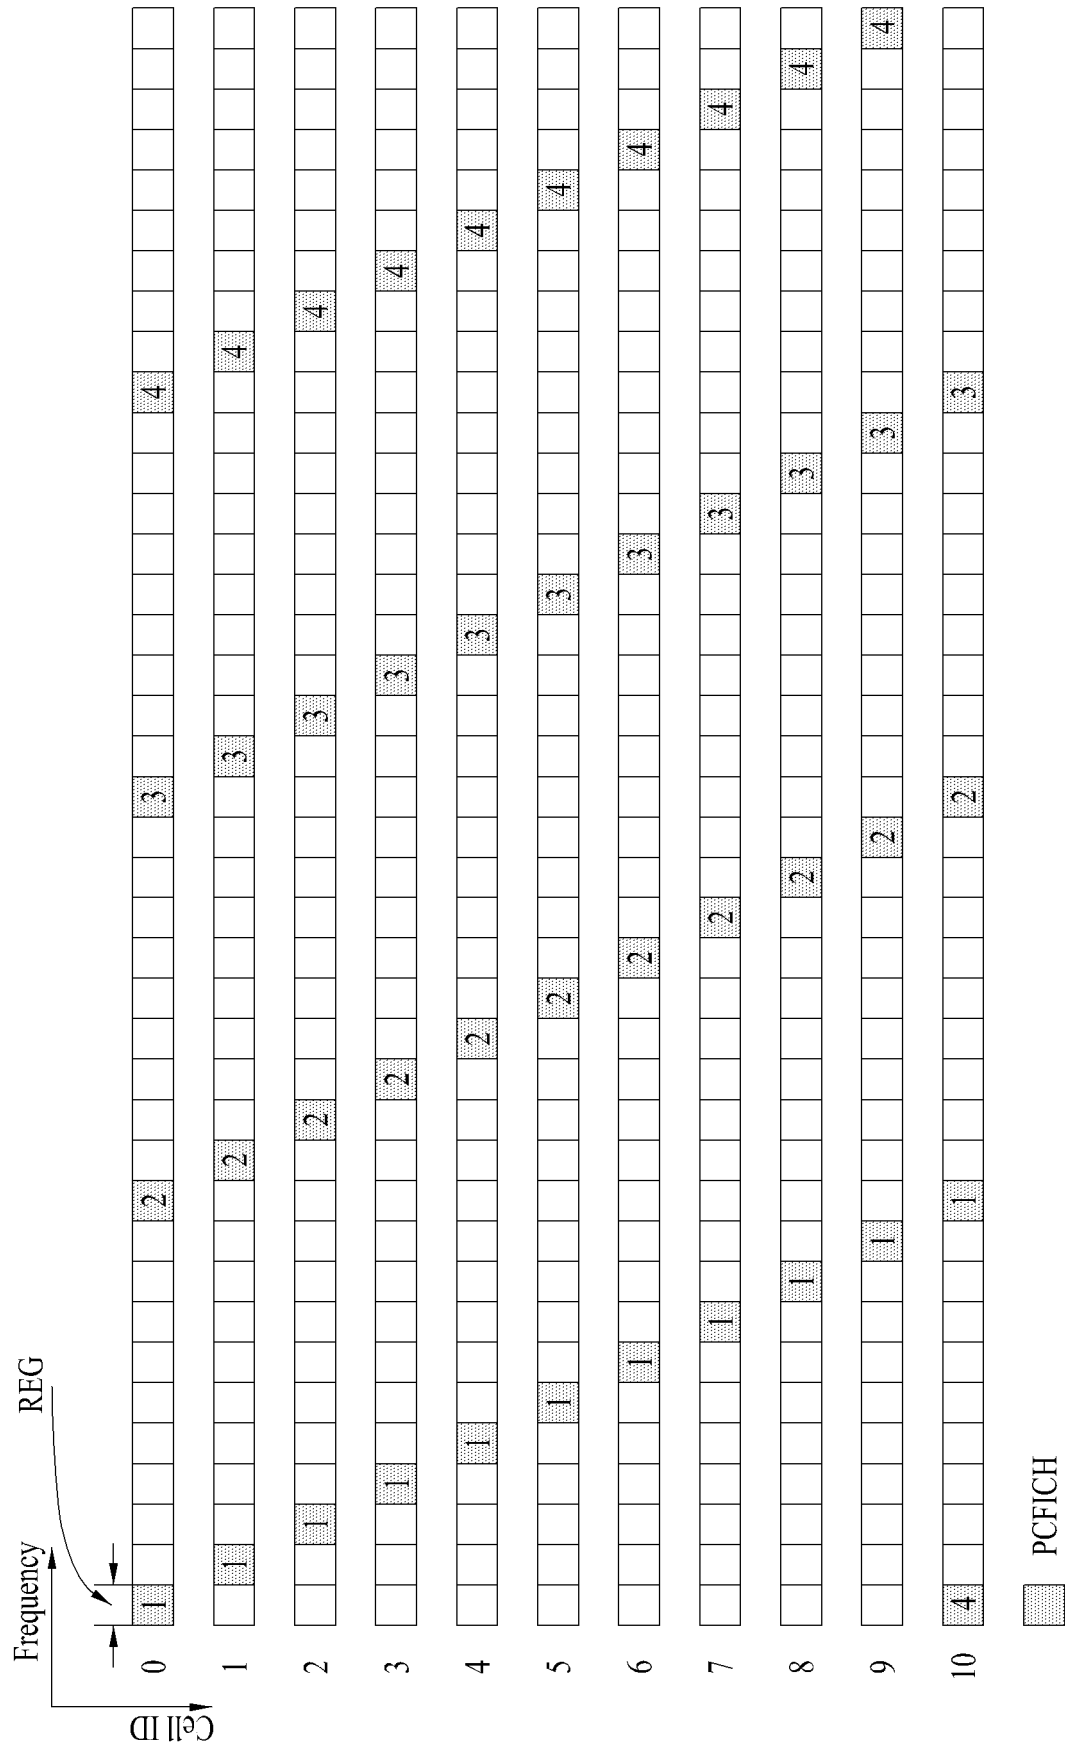 REG
Frequency
Cell ID
0 1 2 3 4
1 1 2 3 4
2 1 2 3 4
3 1 2 3 4
4 1 2 3 4
5 1 2 3 4
6 1 2 3 4
7 1 2 3 4
8 1 2 3 4
9 1 2 3 4
10 4 1 2 3
PCFICH